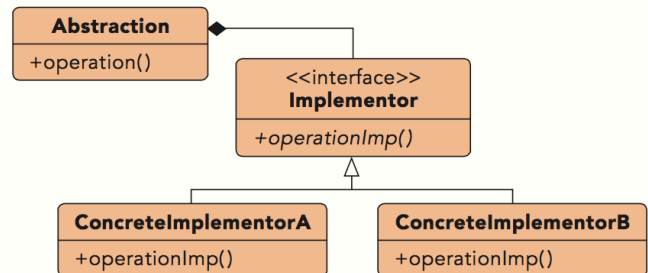 Abstraction
+operation()
<<interface>>
Implementor
+operationImp()
ConcreteImplementorA
+operationImp()
ConcreteImplementorB
+operationImp()